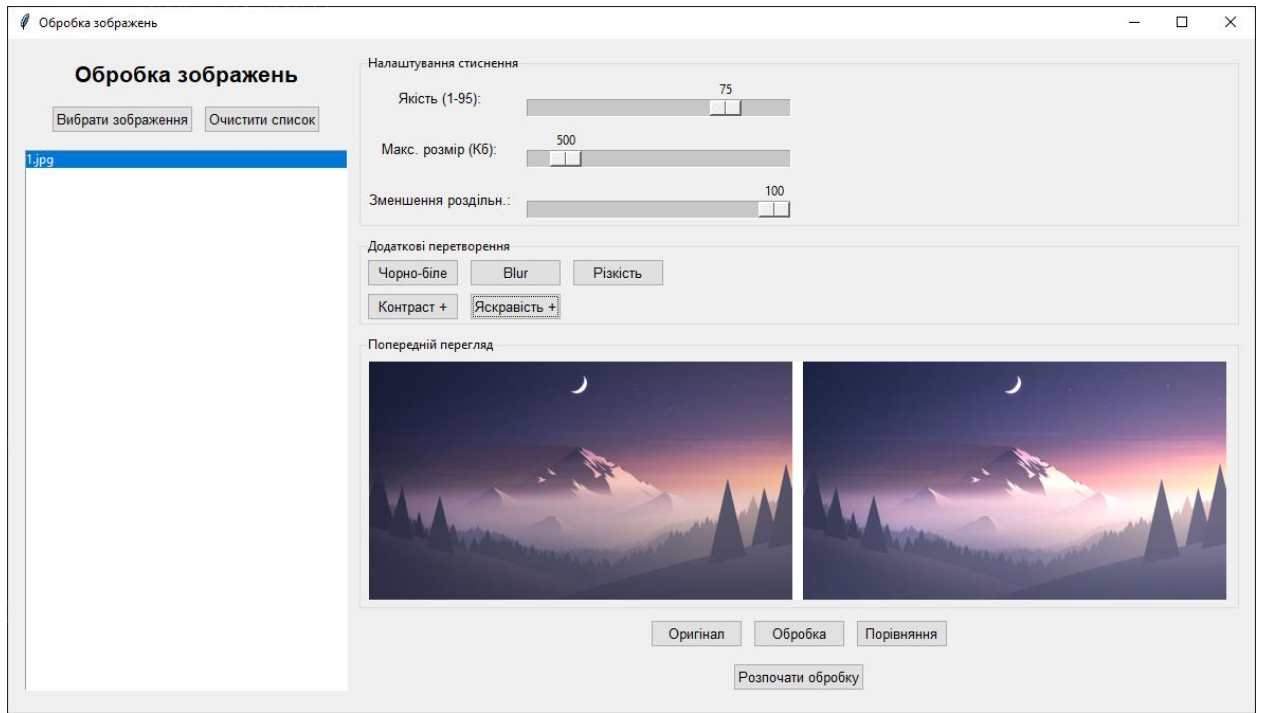 Обробка зображень
Обробка зображень
Вибрати зображення Очистити список
1.jpg
Налаштування стиснення
75
Якість (1-95):
500
Макс. розмір (Кб):
100
Зменшення роздільн.:
Додаткові перетворення
Чорно-біле Blur Різкість
Контраст + Яскравість +
Попередній перегляд
Оригінал Обробка Порівняння
Розпочати обробку